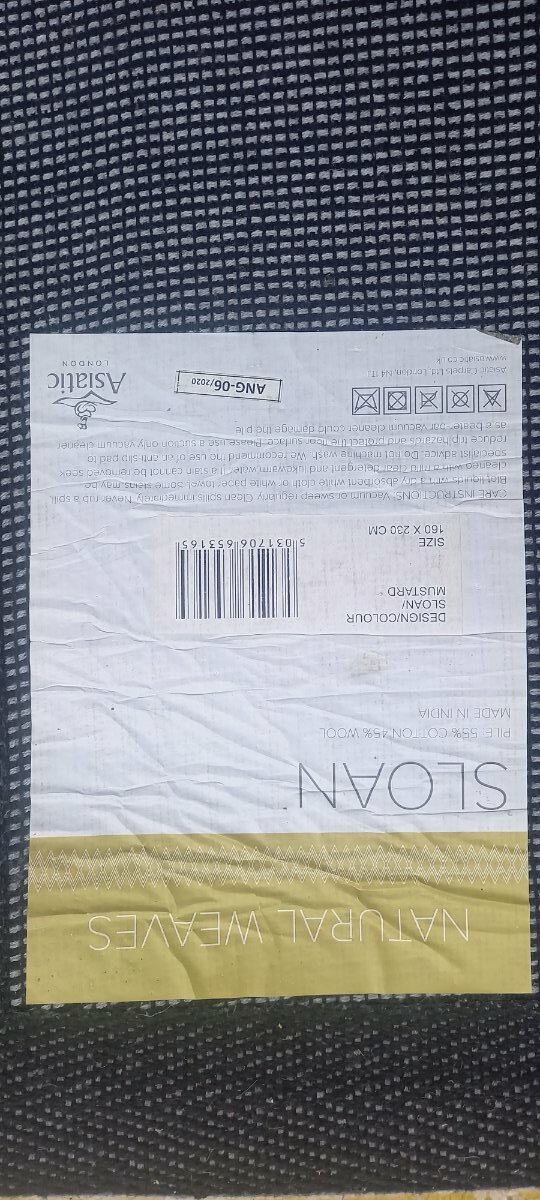 NATURAL WEAVES
SLOAN
PILE: 55% COTTON 45% WOOL
MADE IN INDIA
DESIGN/COLOUR
SLOAN/
MUSTARD
SIZE
160 X 230 CM
5 031706 653165
CARE INSTRUCTIONS: Vacuum or sweep regularly. Clean spills immediately. Never rub a spill.
Blot liquids with a dry absorbent white cloth or white paper towel, some stains may be
cleaned with a mild clear detergent and lukewarm water. If a stain cannot be removed seek
specialist advice. Do not machine wash. We recommend the use of an anti slip pad to
reduce trip hazards and protect the floor surface. Please use a suction only vacuum cleaner
as a beater bar vacuum cleaner could damage the pile
Asiatic Carpets Ltd, London, N4 1TJ
www.asiatic.co.uk
ANG-06/2020
Asiatic
LONDON